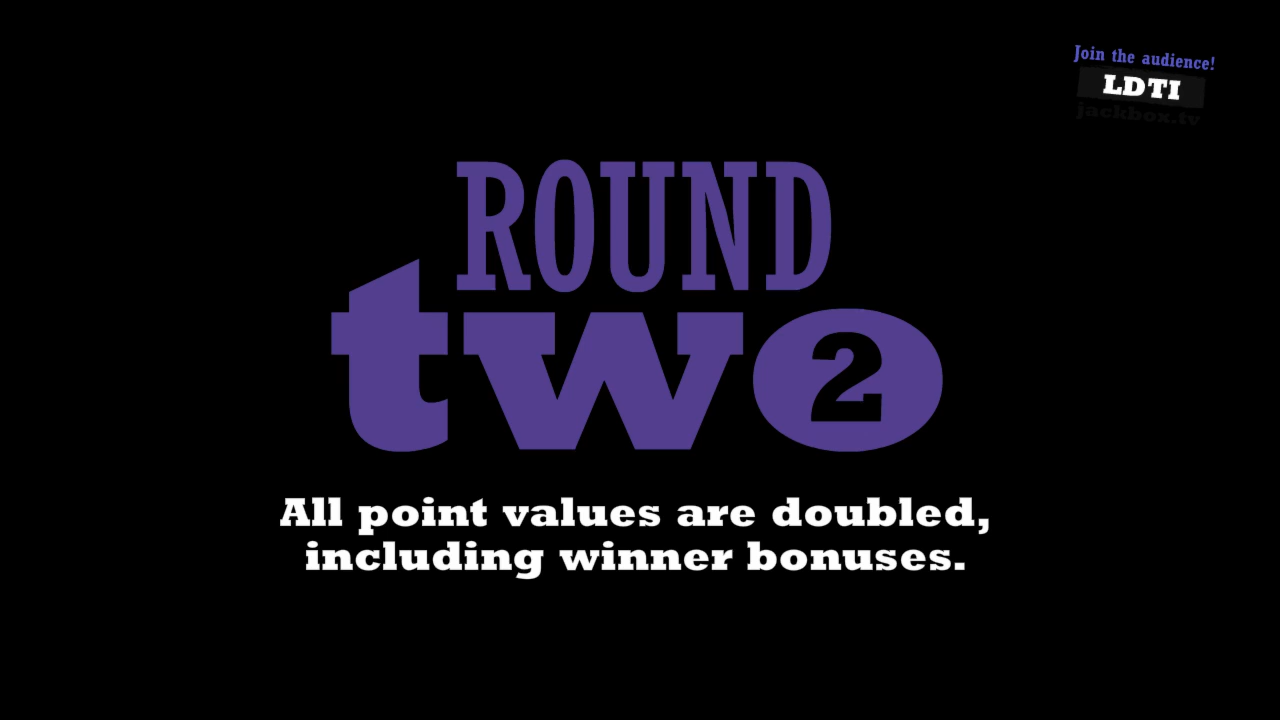 Join the audience!
LDTI
jackbox.tv
ROUND
two
2
All point values are doubled,
including winner bonuses.